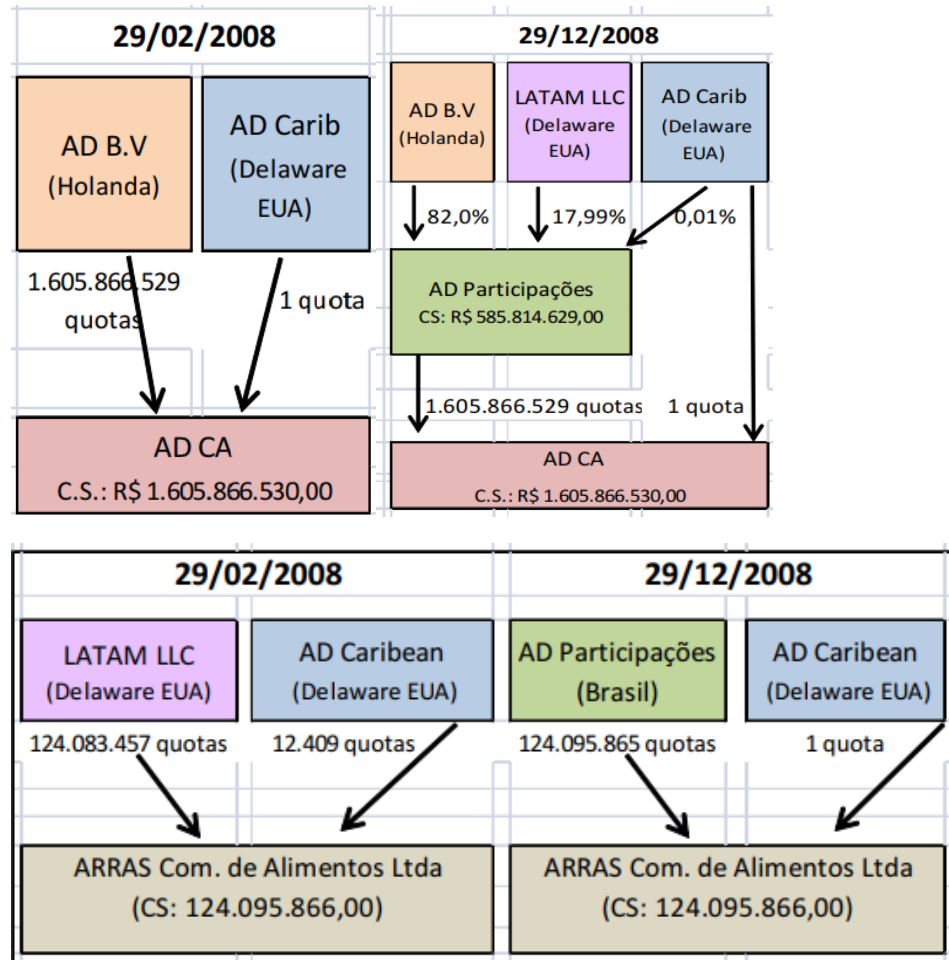 29/02/2008
AD B.V
(Holanda)
AD Carib
(Delaware
EUA)
1.605.866.529
quotas
1 quota
AD CA
C.S.: R$ 1.605.866.530,00
29/12/2008
AD B.V
(Holanda)
LATAM LLC
(Delaware
EUA)
AD Carib
(Delaware
EUA)
82,0%
17,99%
0,01%
AD Participações
CS: R$ 585.814.629,00
1.605.866.529 quotas
1 quota
AD CA
C.S.: R$ 1.605.866.530,00
29/02/2008
LATAM LLC
(Delaware EUA)
AD Caribean
(Delaware EUA)
124.083.457 quotas
12.409 quotas
ARRAS Com. de Alimentos Ltda
(CS: 124.095.866,00)
29/12/2008
AD Participações
(Brasil)
AD Caribean
(Delaware EUA)
124.095.865 quotas
1 quota
ARRAS Com. de Alimentos Ltda
(CS: 124.095.866,00)